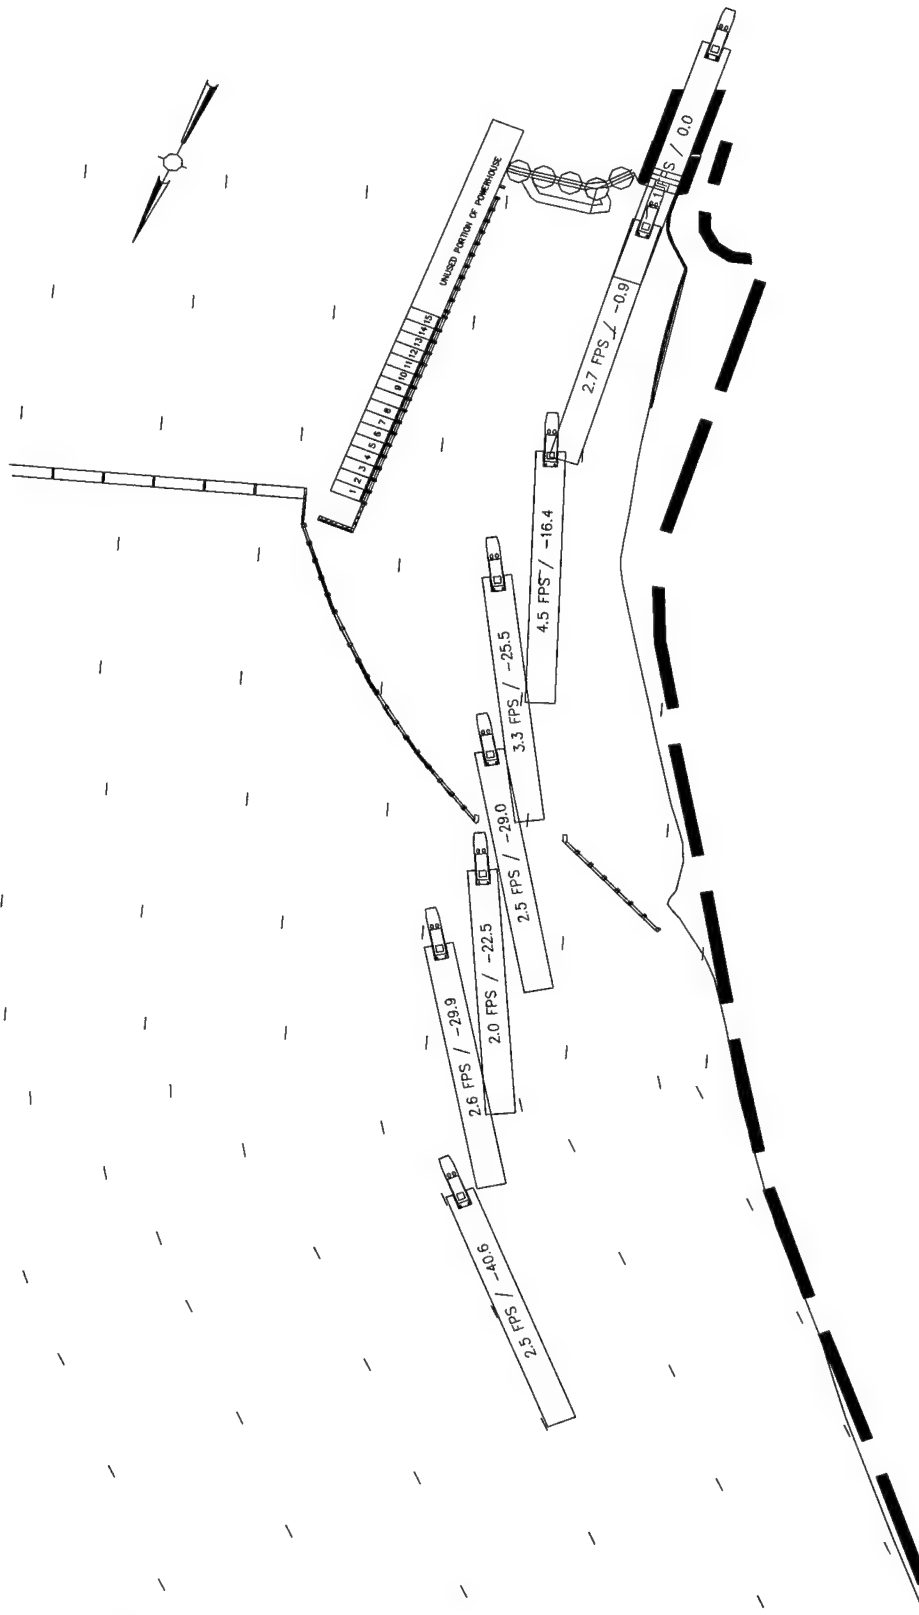 S / 0.0
UNUSED PORTION OF POWERHOUSE
2.7 FPS / -0.9
1 2 3 4 5 6 7 8 9 10 11 12 13 14 15
4.5 FPS / -16.4
3.3 FPS / -25.5
2.5 FPS / -29.0
2.0 FPS / -22.5
2.6 FPS / -29.9
2.5 FPS / -40.6